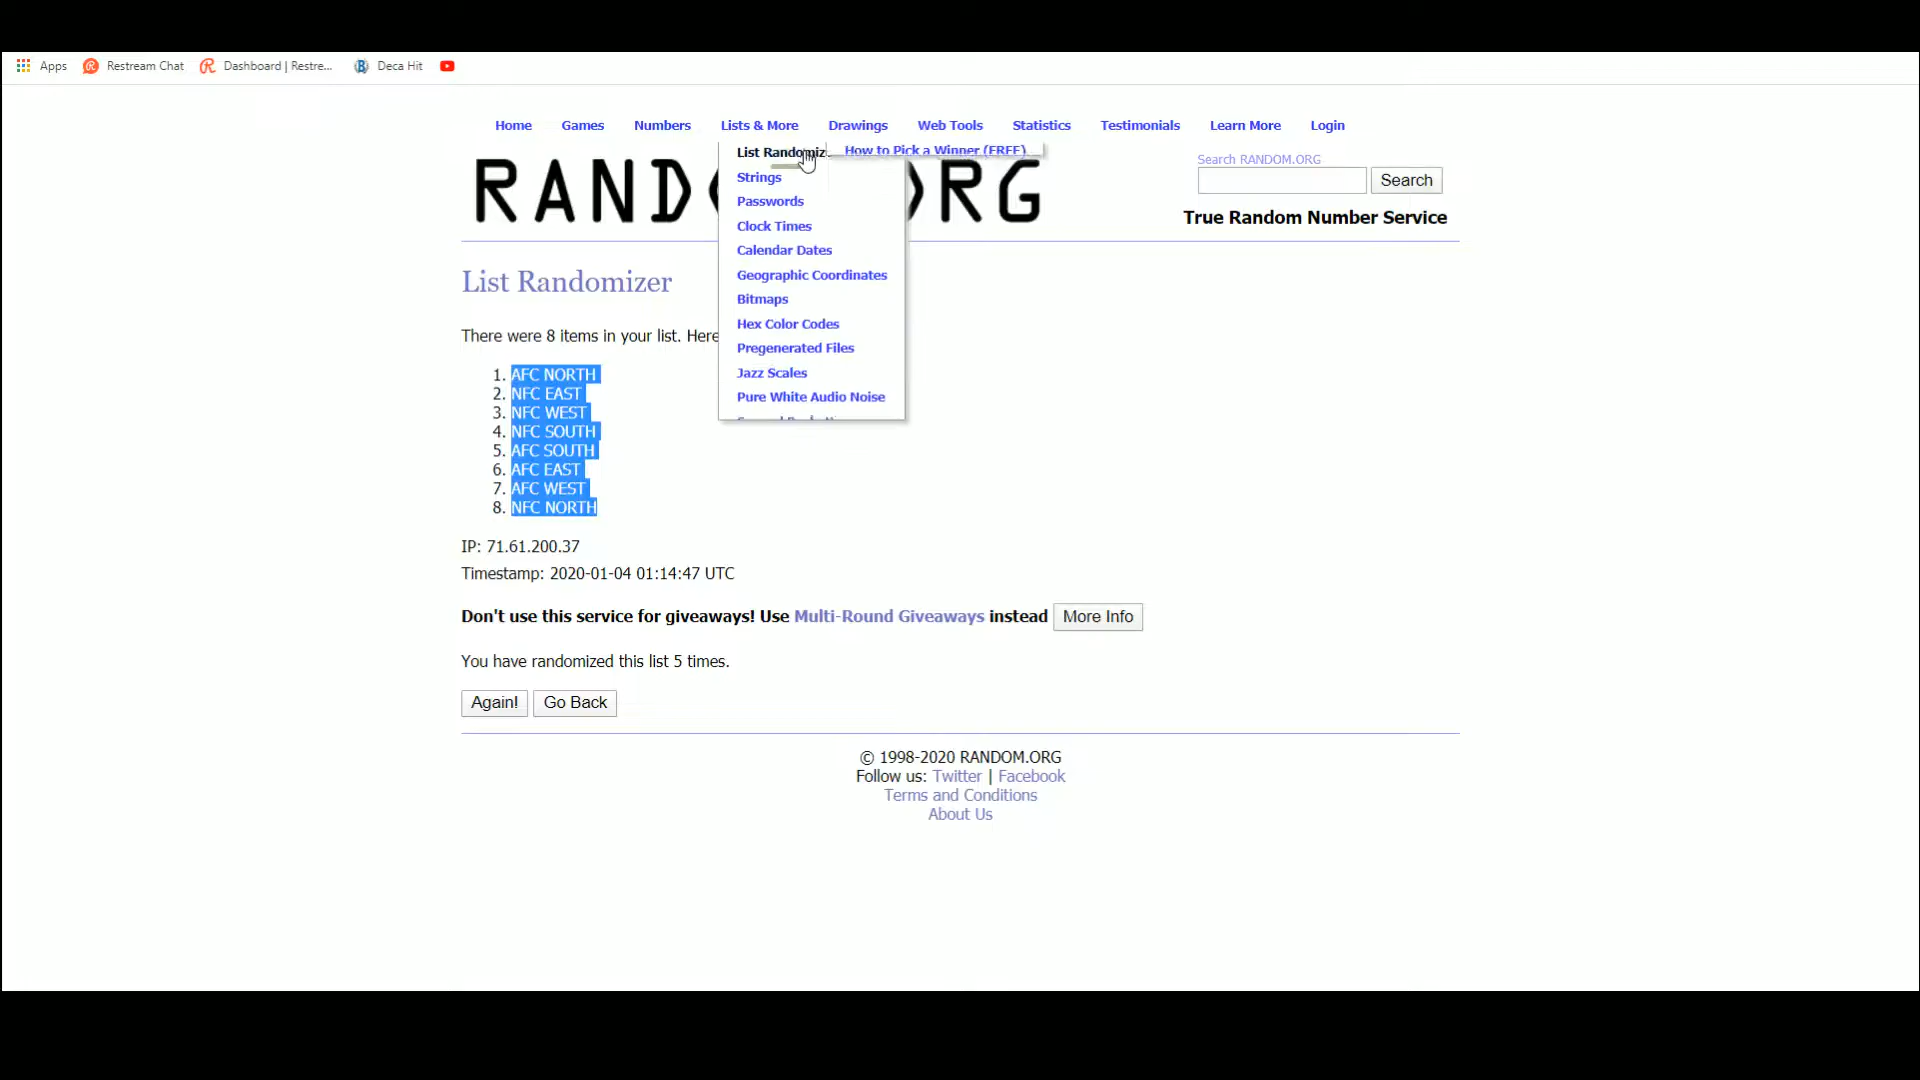 Apps Restream Chat Dashboard | Restre... Deca Hit
Home Games Numbers Lists & More Drawings Web Tools Statistics Testimonials Learn More Login
List Randomiz How to Pick a Winner (FREE)
Strings
Passwords
Clock Times
Calendar Dates
Geographic Coordinates
Bitmaps
Hex Color Codes
Pregenerated Files
Jazz Scales
Pure White Audio Noise
RAND RG
Search RANDOM.ORG
Search
True Random Number Service
List Randomizer
There were 8 items in your list. Here
1. AFC NORTH
2. NFC EAST
3. NFC WEST
4. NFC SOUTH
5. AFC SOUTH
6. AFC EAST
7. AFC WEST
8. NFC NORTH
IP: 71.61.200.37
Timestamp: 2020-01-04 01:14:47 UTC
Don't use this service for giveaways! Use Multi-Round Giveaways instead More Info
You have randomized this list 5 times.
Again! Go Back
© 1998-2020 RANDOM.ORG
Follow us: Twitter | Facebook
Terms and Conditions
About Us